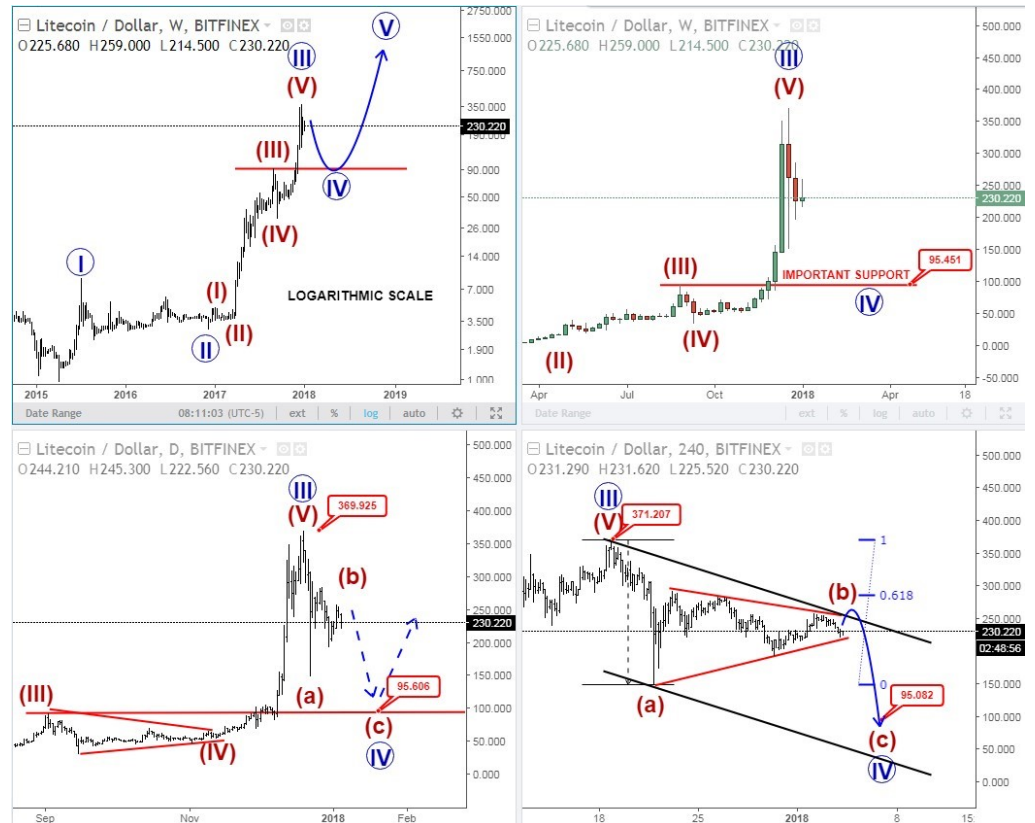 Litecoin / Dollar, W, BITFINEX
O225.680 H259.000 L214.500 C230.220
2750.000
1550.000
750.000
350.000
230.220
190.000
90.000
50.000
26.000
14.000
7.000
3.500
1.900
1.000
V
III
(V)
(III)
IV
(IV)
I
(I)
LOGARITHMIC SCALE
(II)
II
2015
2016
2017
2018
2019
Date Range
08:11:03 (UTC-5)
ext
%
log
auto
Litecoin / Dollar, W, BITFINEX
O225.680 H259.000 L214.500 C230.220
500.000
450.000
400.000
350.000
300.000
250.000
230.220
200.000
150.000
100.000
50.000
0.000
-50.000
III
(V)
95.451
(III)
IMPORTANT SUPPORT
IV
(IV)
(II)
Apr
Jul
Oct
2018
Apr
18
Date Range
ext
%
log
auto
Litecoin / Dollar, D, BITFINEX
O244.210 H245.300 L222.560 C230.220
500.000
450.000
400.000
350.000
300.000
250.000
230.220
200.000
150.000
100.000
50.000
0.000
III
369.925
(V)
(b)
95.606
(III)
(a)
(c)
(IV)
IV
Sep
Nov
2018
Feb
Litecoin / Dollar, 240, BITFINEX
O231.290 H231.620 L225.520 C230.220
500.000
450.000
400.000
350.000
300.000
250.000
230.220
02:48:56
200.000
150.000
100.000
50.000
0.000
III
371.207
(V)
1
(b)
0.618
0
(a)
95.082
(c)
IV
18
25
2018
8
15: